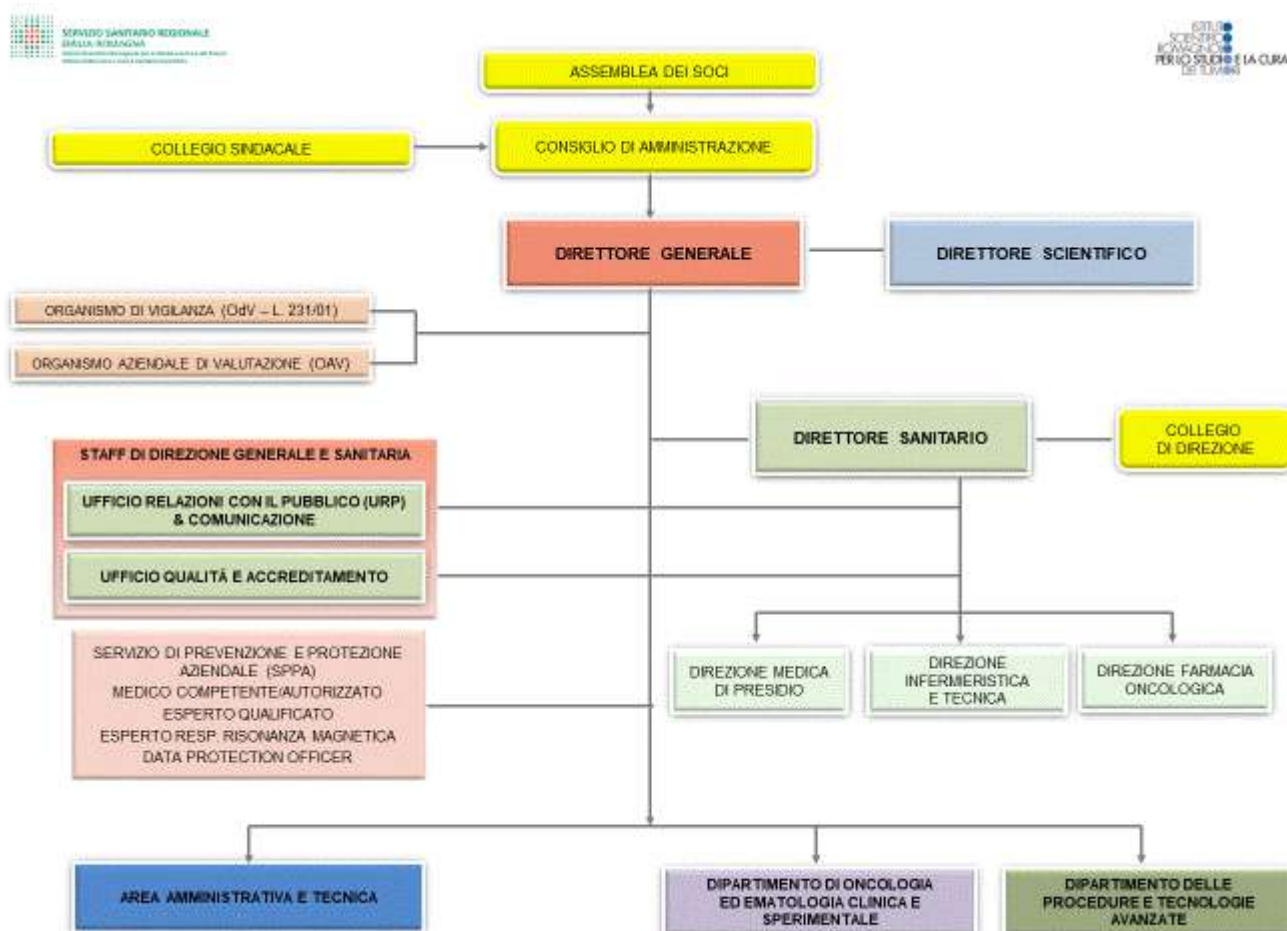 SERVIZIO SANITARIO REGIONALE
EMILIA-ROMAGNA
ISTITUTO
SCIENTIFICO
ROMAGNOLO
PER LO STUDIO E LA CURA
DEI TUMORI
ASSEMBLEA DEI SOCI
COLLEGIO SINDACALE
CONSIGLIO DI AMMINISTRAZIONE
DIRETTORE GENERALE
DIRETTORE SCIENTIFICO
ORGANISMO DI VIGILANZA (OdV – L. 231/01)
ORGANISMO AZIENDALE DI VALUTAZIONE (OAV)
DIRETTORE SANITARIO
COLLEGIO
DI DIREZIONE
STAFF DI DIREZIONE GENERALE E SANITARIA
UFFICIO RELAZIONI CON IL PUBBLICO (URP)
& COMUNICAZIONE
UFFICIO QUALITÀ E ACCREDITAMENTO
SERVIZIO DI PREVENZIONE E PROTEZIONE
AZIENDALE (SPPA)
MEDICO COMPETENTE/AUTORIZZATO
ESPERTO QUALIFICATO
ESPERTO RESP. RISONANZA MAGNETICA
DATA PROTECTION OFFICER
DIREZIONE MEDICA
DI PRESIDIO
DIREZIONE
INFERMIERISTICA
E TECNICA
DIREZIONE FARMACIA
ONCOLOGICA
AREA AMMINISTRATIVA E TECNICA
DIPARTIMENTO DI ONCOLOGIA
ED EMATOLOGIA CLINICA E
SPERIMENTALE
DIPARTIMENTO DELLE
PROCEDURE E TECNOLOGIE
AVANZATE